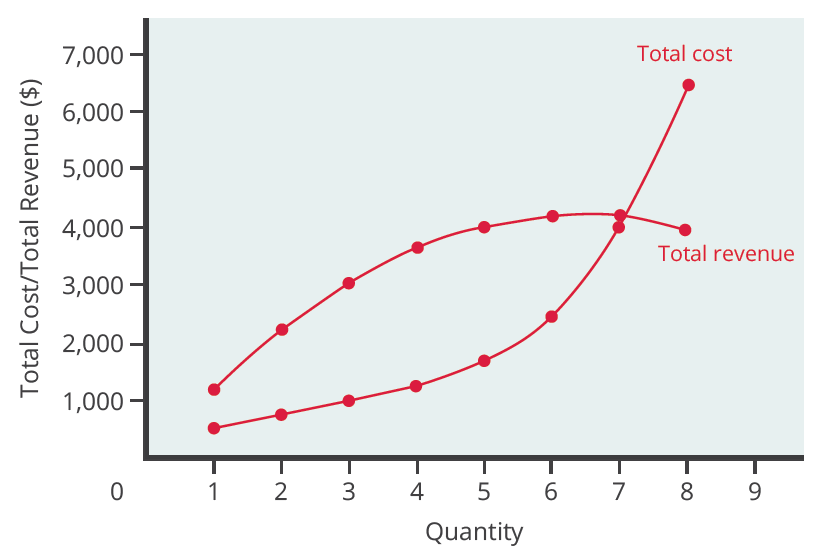 Total Cost/Total Revenue ($)
7,000
6,000
5,000
4,000
3,000
2,000
1,000
0
Total cost
Total revenue
1 2 3 4 5 6 7 8 9
Quantity